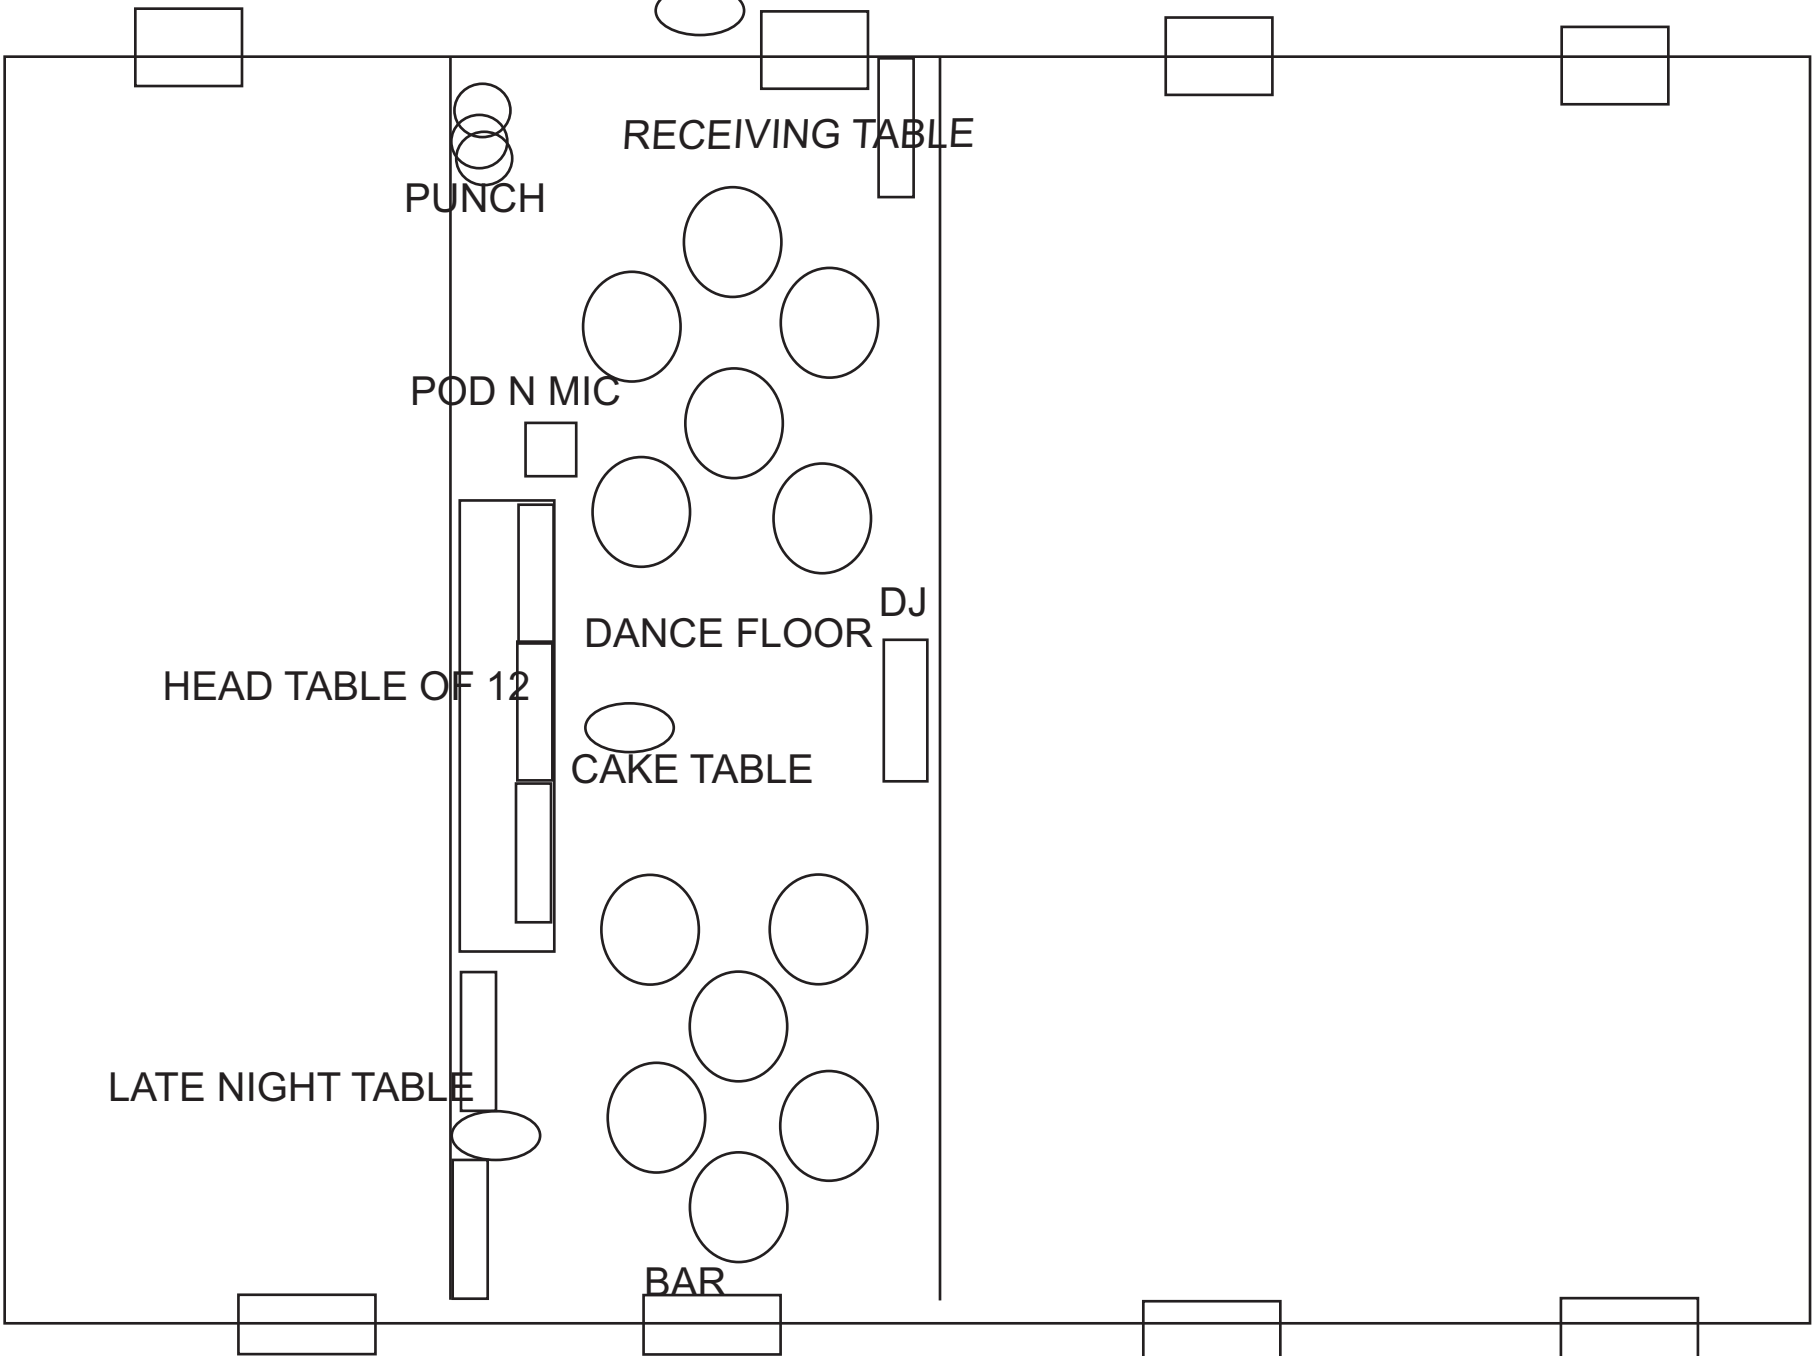 RECEIVING TABLE
PUNCH
POD N MIC
DJ
DANCE FLOOR
HEAD TABLE OF 12
CAKE TABLE
LATE NIGHT TABLE
BAR